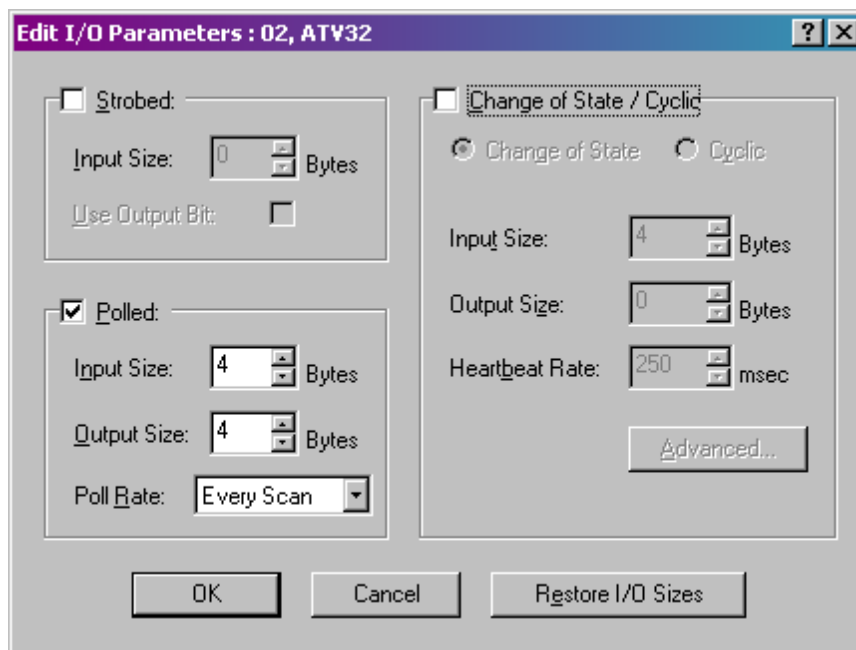 Edit I/O Parameters : 02, ATV32
Strobed:
Input Size: 0 Bytes
Use Output Bit:
Polled:
Input Size: 4 Bytes
Output Size: 4 Bytes
Poll Rate: Every Scan
Change of State / Cyclic
Change of State Cyclic
Input Size: 4 Bytes
Output Size: 0 Bytes
Heartbeat Rate: 250 msec
Advanced...
OK Cancel Restore I/O Sizes